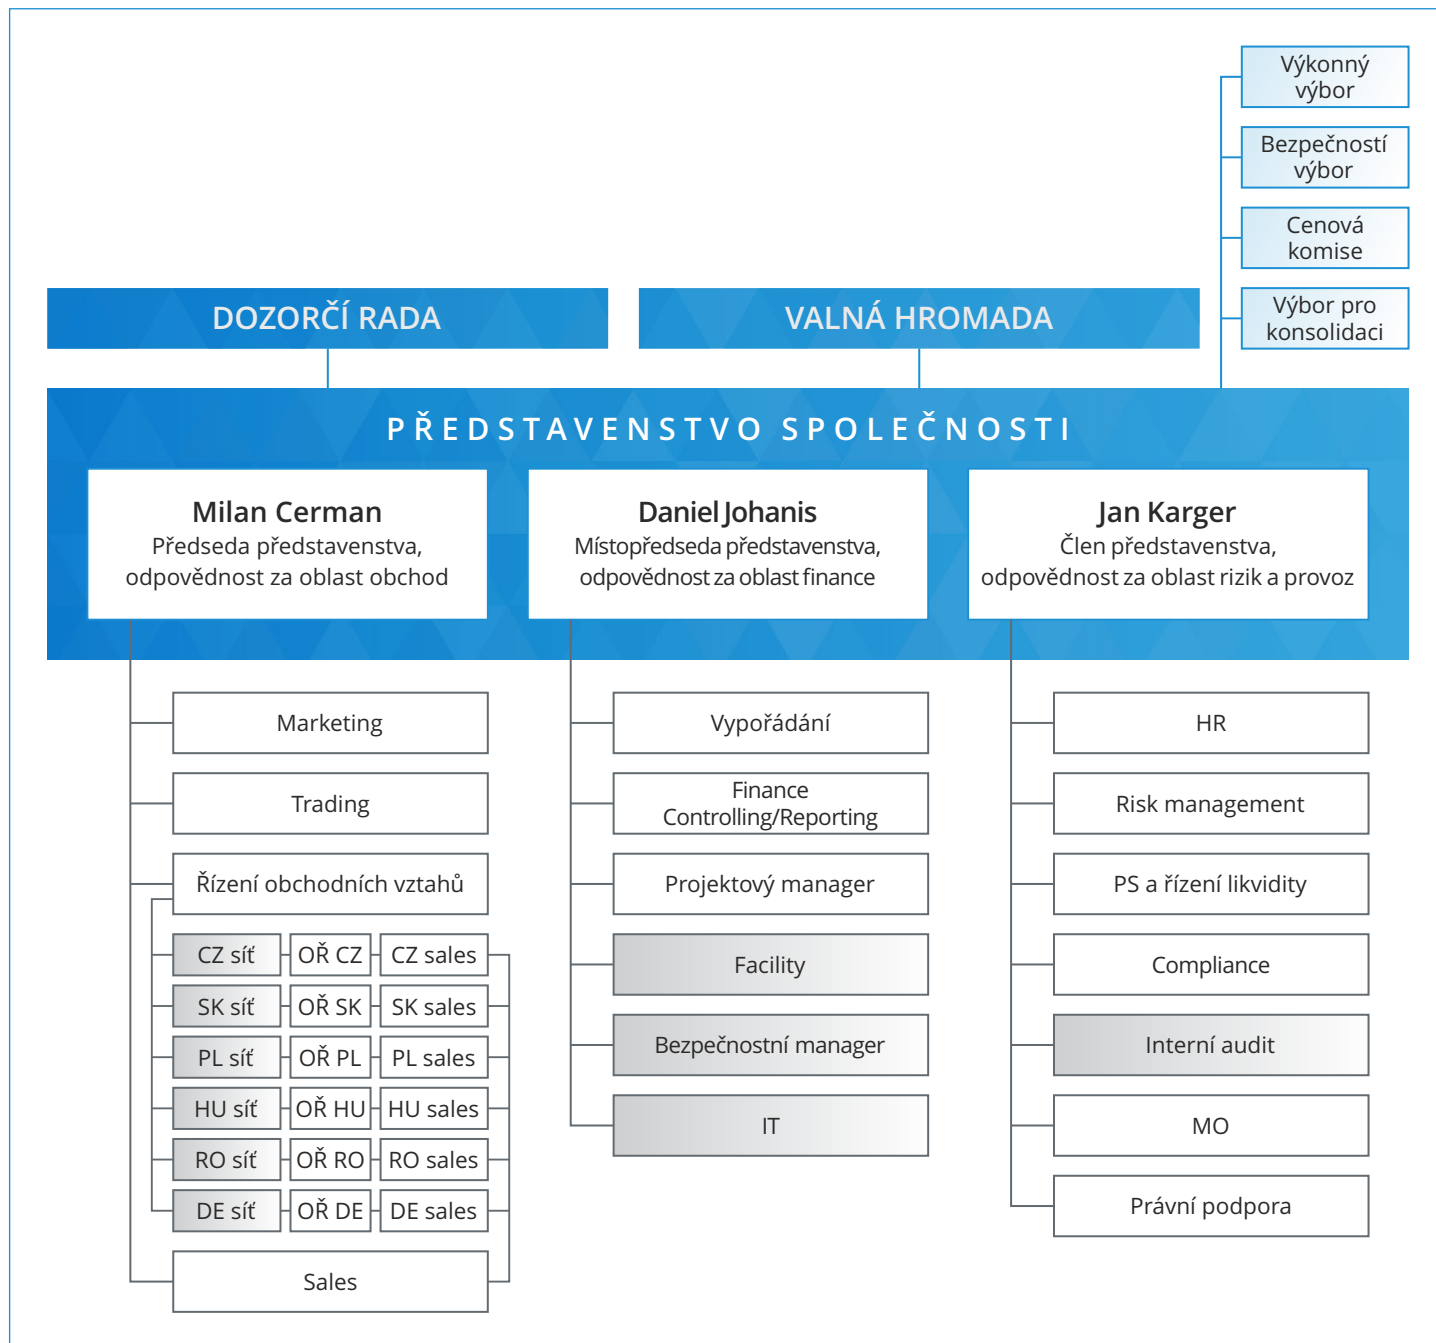 Výkonný
výbor
Bezpečností
výbor
Cenová
komise
Výbor pro
konsolidaci
DOZORČÍ RADA
VALNÁ HROMADA
PŘEDSTAVENSTVO SPOLEČNOSTI
Milan Cerman
Předseda představenstva,
odpovědnost za oblast obchod
Daniel Johanis
Místopředseda představenstva,
odpovědnost za oblast finance
Jan Karger
Člen představenstva,
odpovědnost za oblast rizik a provoz
Marketing
Trading
Řízení obchodních vztahů
CZ síť OŘ CZ CZ sales
SK síť OŘ SK SK sales
PL síť OŘ PL PL sales
HU síť OŘ HU HU sales
RO síť OŘ RO RO sales
DE síť OŘ DE DE sales
Sales
Vypořádání
Finance
Controlling/Reporting
Projektový manager
Facility
Bezpečnostní manager
IT
HR
Risk management
PS a řízení likvidity
Compliance
Interní audit
MO
Právní podpora